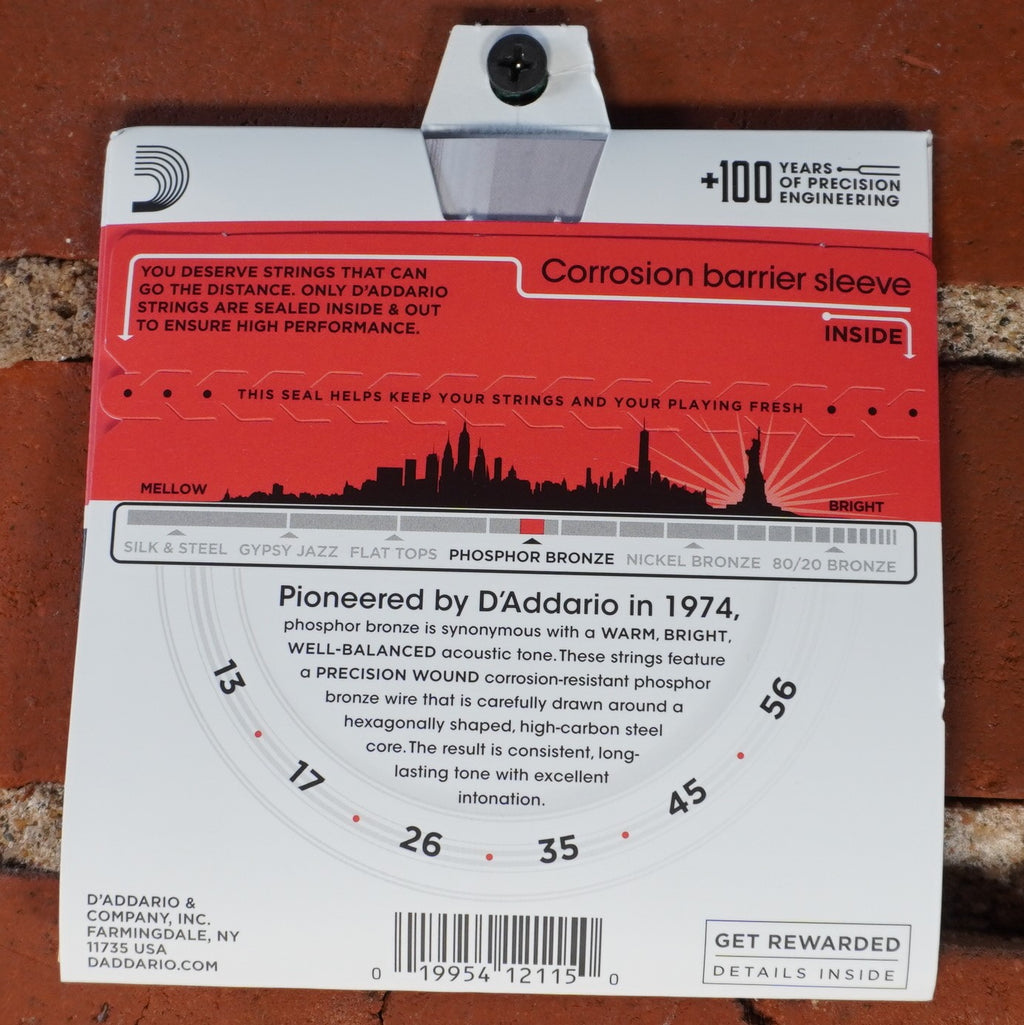 +100 YEARS
OF PRECISION
ENGINEERING
YOU DESERVE STRINGS THAT CAN
GO THE DISTANCE. ONLY D'ADDARIO
STRINGS ARE SEALED INSIDE & OUT
TO ENSURE HIGH PERFORMANCE.
Corrosion barrier sleeve
INSIDE
THIS SEAL HELPS KEEP YOUR STRINGS AND YOUR PLAYING FRESH
MELLOW
BRIGHT
SILK & STEEL GYPSY JAZZ FLAT TOPS PHOSPHOR BRONZE NICKEL BRONZE 80/20 BRONZE
Pioneered by D'Addario in 1974,
phosphor bronze is synonymous with a WARM, BRIGHT,
WELL-BALANCED acoustic tone. These strings feature
a PRECISION WOUND corrosion-resistant phosphor
bronze wire that is carefully drawn around a
hexagonally shaped, high-carbon steel
core. The result is consistent, long-
lasting tone with excellent
intonation.
13 • 17 • 26 • 35 • 45 • 56
D'ADDARIO &
COMPANY, INC.
FARMINGDALE, NY
11735 USA
DADDARIO.COM
0 19954 12115 0
GET REWARDED
DETAILS INSIDE